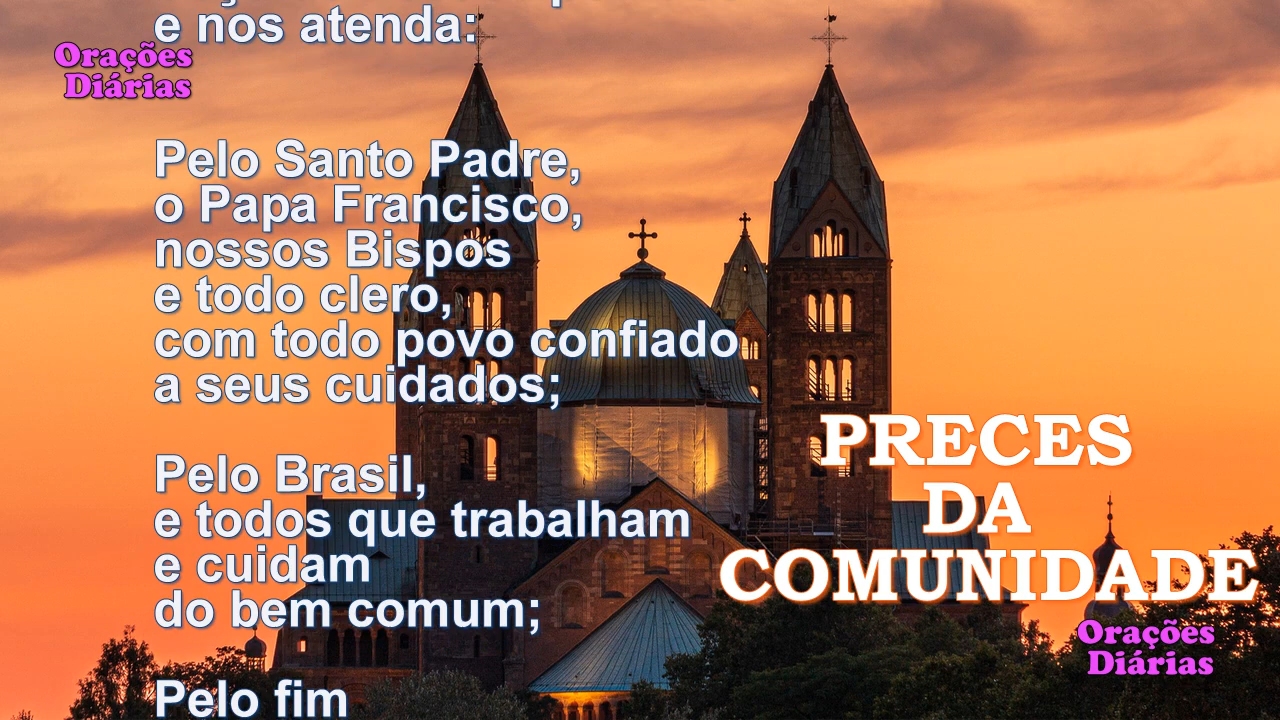 e nos atenda:
Orações
Diárias
Pelo Santo Padre,
o Papa Francisco,
nossos Bispos
e todo clero,
com todo povo confiado
a seus cuidados;
Pelo Brasil,
e todos que trabalham
e cuidam
do bem comum;
Pelo fim
PRECES
DA
COMUNIDADE
Orações
Diárias